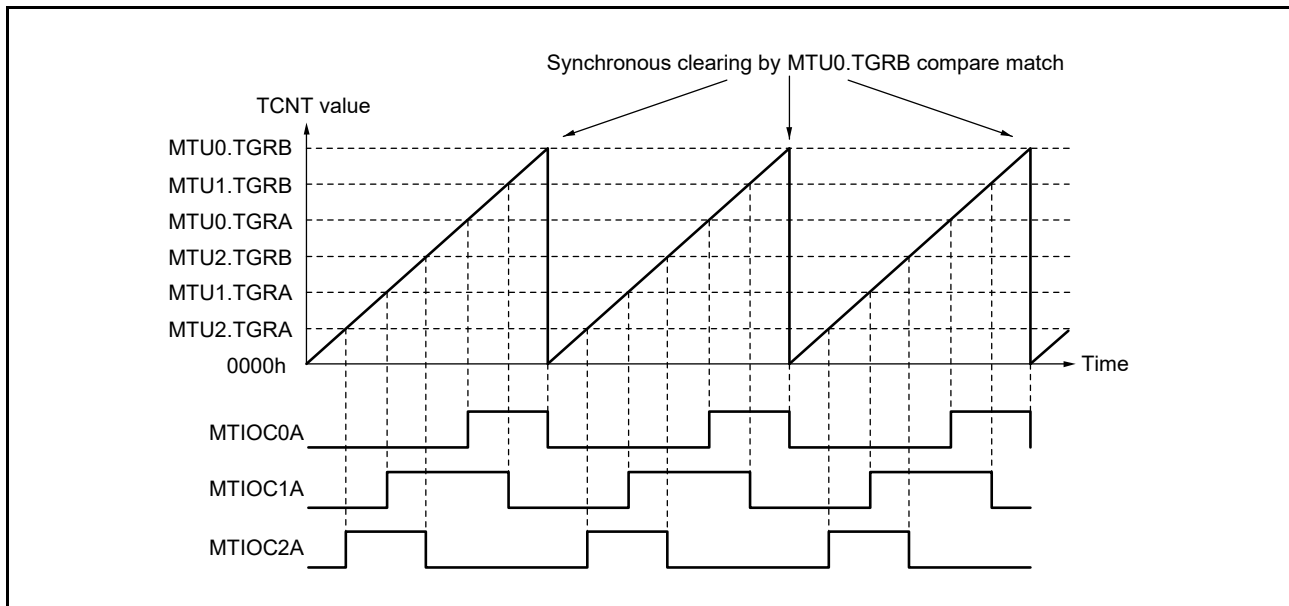 Synchronous clearing by MTU0.TGRB compare match
TCNT value
MTU0.TGRB
MTU1.TGRB
MTU0.TGRA
MTU2.TGRB
MTU1.TGRA
MTU2.TGRA
0000h
Time
MTIOC0A
MTIOC1A
MTIOC2A